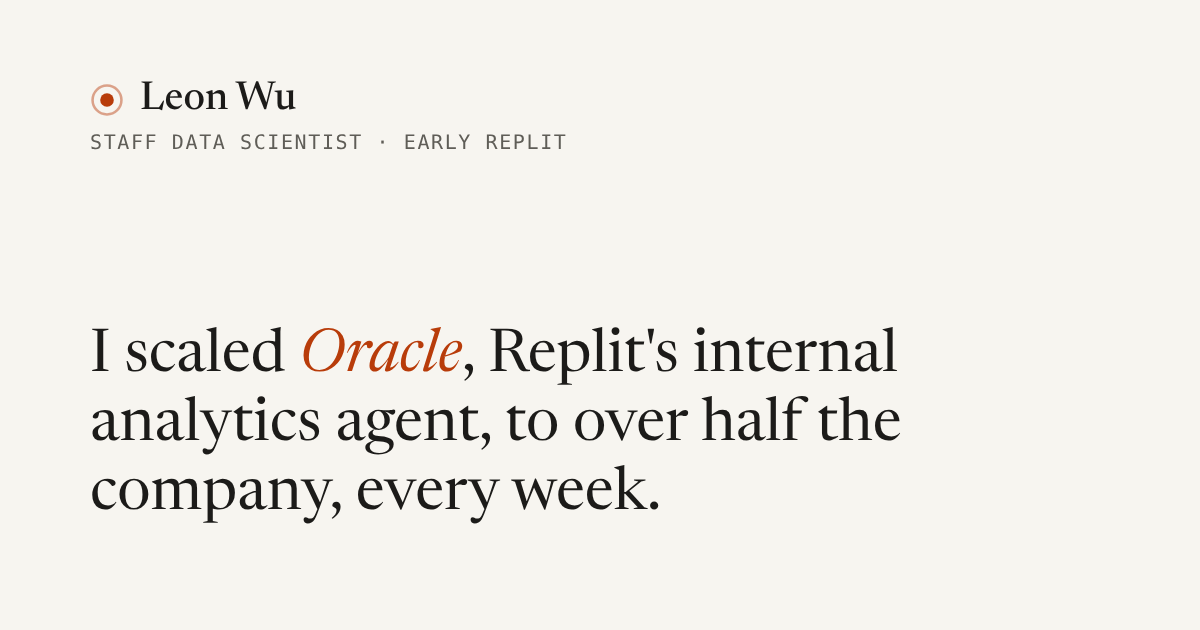 Leon Wu
STAFF DATA SCIENTIST · EARLY REPLIT
I scaled Oracle, Replit's internal
analytics agent, to over half the
company, every week.